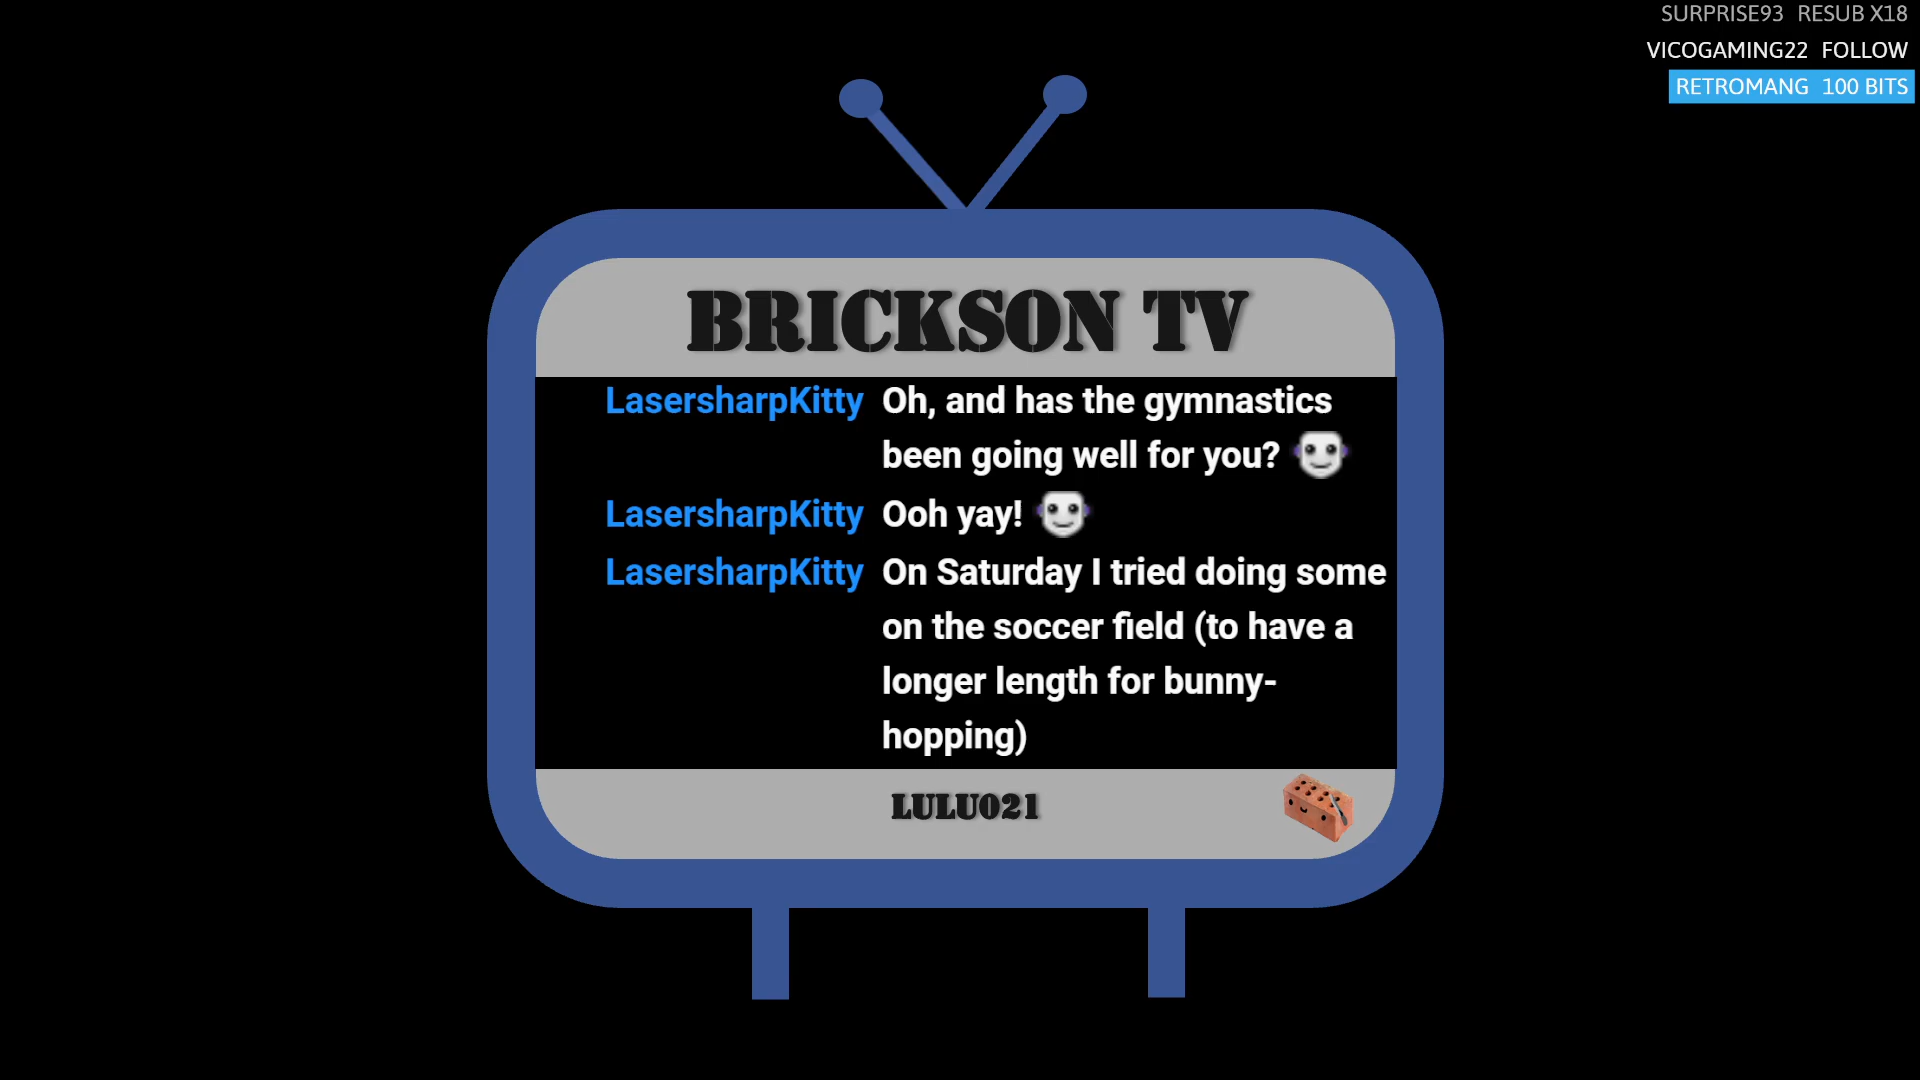 SURPRISE93 RESUB X18
VICOGAMING22 FOLLOW
RETROMANG 100 BITS
BRICKSON TV
LasersharpKitty Oh, and has the gymnastics
been going well for you?
LasersharpKitty Ooh yay!
LasersharpKitty On Saturday I tried doing some
on the soccer field (to have a
longer length for bunny-
hopping)
LULU021